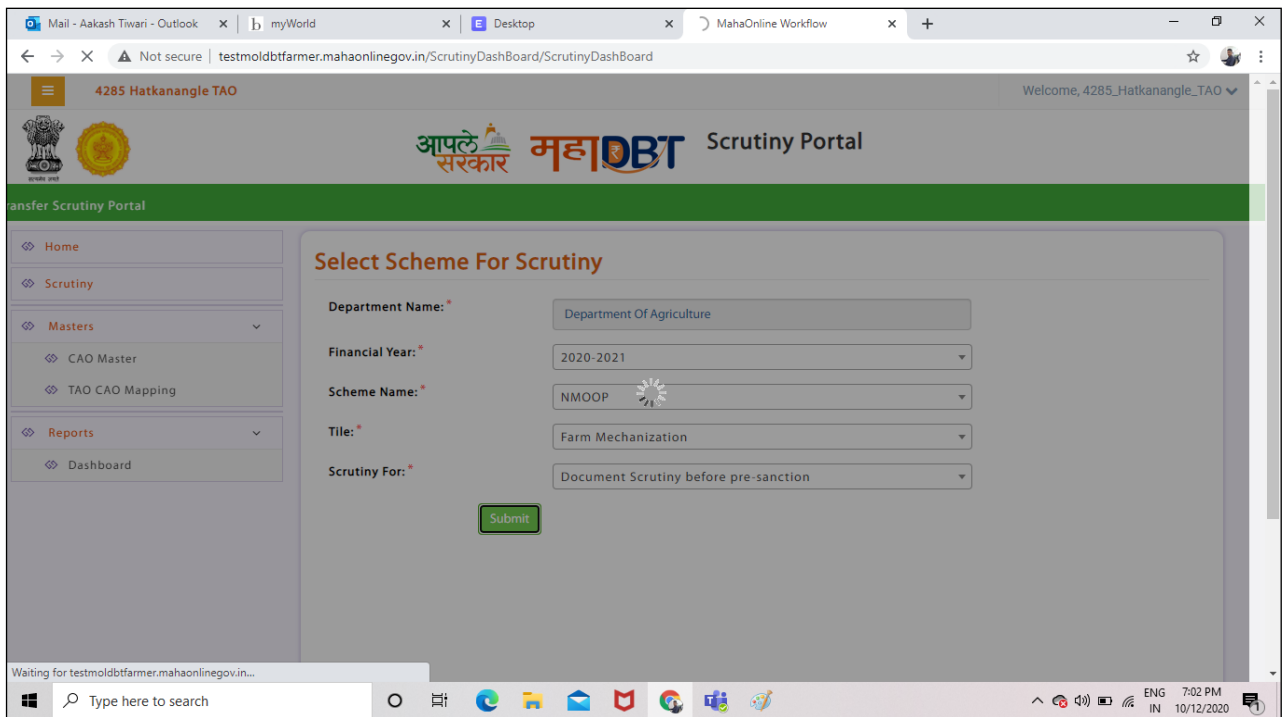 Mail - Aakash Tiwari - Outlook
myWorld
Desktop
MahaOnline Workflow
Not secure | testmoldbtfarmer.mahaonlinegov.in/ScrutinyDashBoard/ScrutinyDashBoard
4285 Hatkanangle TAO
Welcome, 4285_Hatkanangle_TAO
आपले सरकार
महाDBT
Scrutiny Portal
ransfer Scrutiny Portal
Home
Scrutiny
Masters
CAO Master
TAO CAO Mapping
Reports
Dashboard
Select Scheme For Scrutiny
Department Name: *
Department Of Agriculture
Financial Year: *
2020-2021
Scheme Name: *
NMOOP
Tile: *
Farm Mechanization
Scrutiny For: *
Document Scrutiny before pre-sanction
Submit
Waiting for testmoldbtfarmer.mahaonlinegov.in...
Type here to search
ENG
IN
7:02 PM
10/12/2020
1